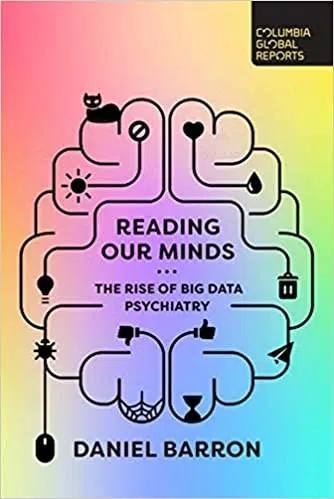 COLUMBIA
GLOBAL
REPORTS
READING
OUR MINDS
...
THE RISE OF BIG DATA
PSYCHIATRY
DANIEL BARRON